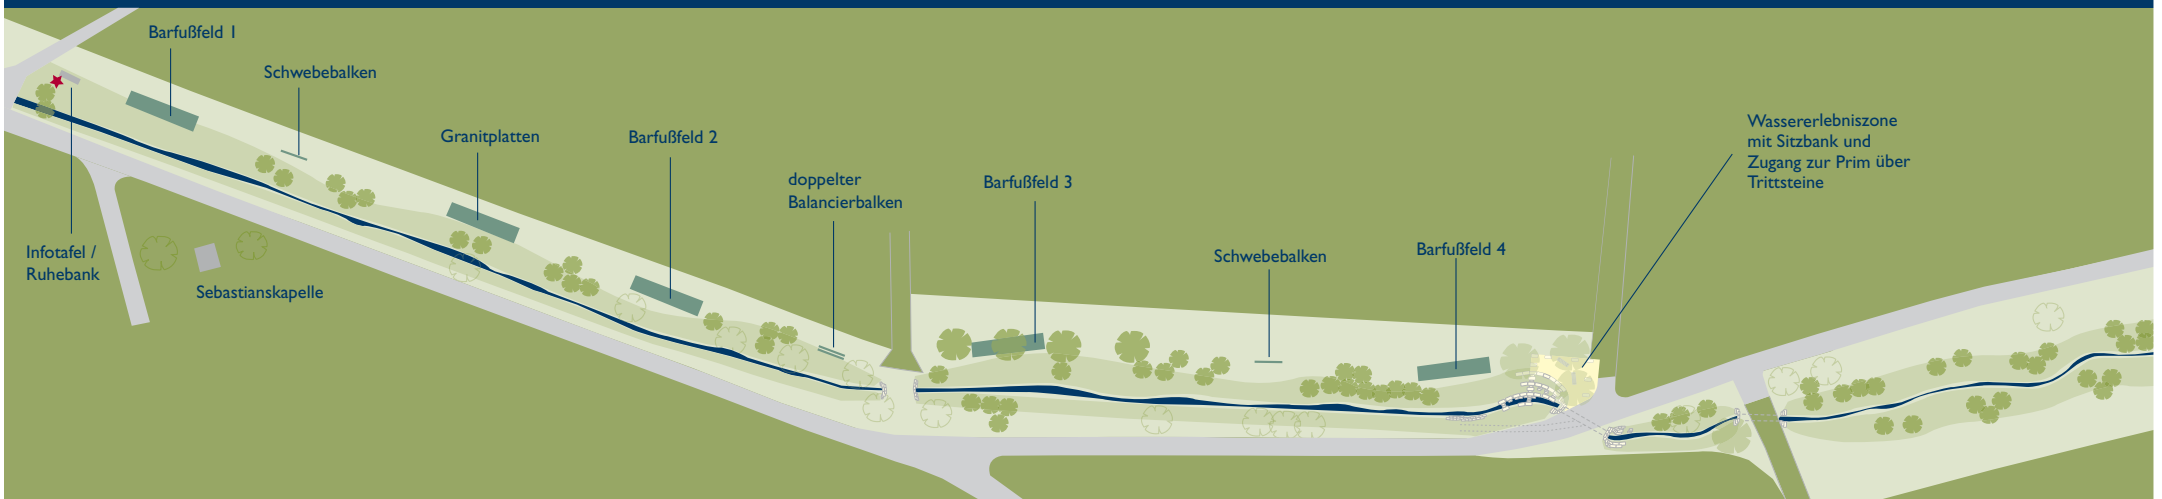 Barfußfeld 1
Schwebebalken
Granitplatten
Barfußfeld 2
doppelter
Balancierbalken
Barfußfeld 3
Schwebebalken
Barfußfeld 4
Wassererlebniszone
mit Sitzbank und
Zugang zur Prim über
Trittsteine
Infotafel /
Ruhebank
Sebastianskapelle